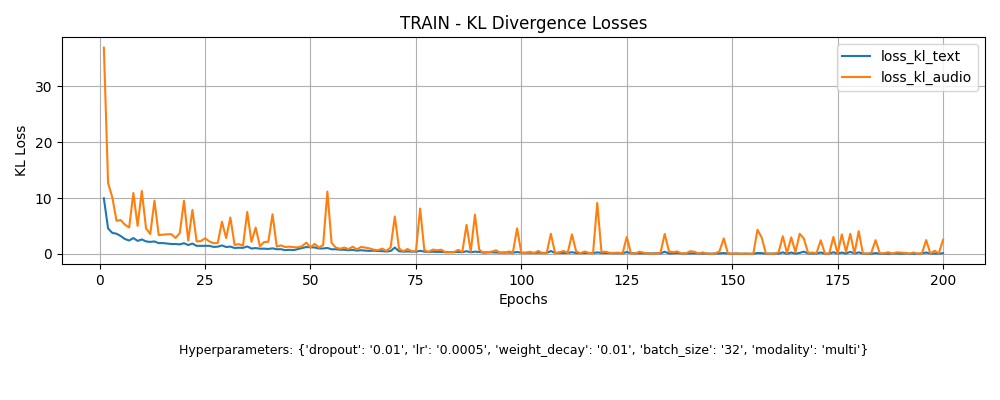 TRAIN - KL Divergence Losses
loss_kl_text
loss_kl_audio
KL Loss
30
20
10
0
0 25 50 75 100 125 150 175 200
Epochs
Hyperparameters: {'dropout': '0.01', 'lr': '0.0005', 'weight_decay': '0.01', 'batch_size': '32', 'modality': 'multi'}